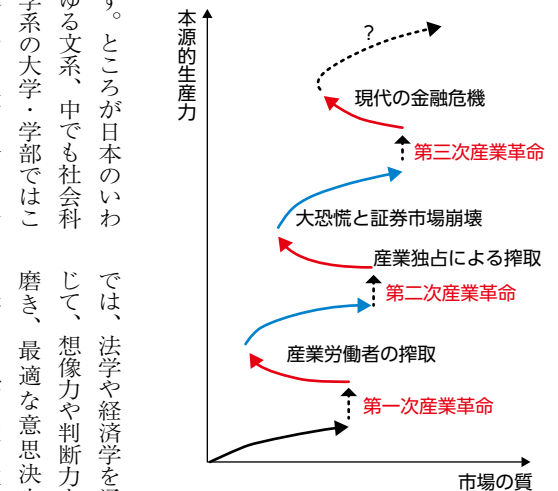 す。ところが日本のいわ
ゆる文系、中でも社会科
学系の大学・学部ではこ
では、法学や経済学を
じて、想像力や判断力
磨き、最適な意思決
本源的生産力
?
現代の金融危機
第三次産業革命
大恐慌と証券市場崩壊
産業独占による搾取
第二次産業革命
産業労働者の搾取
第一次産業革命
市場の質